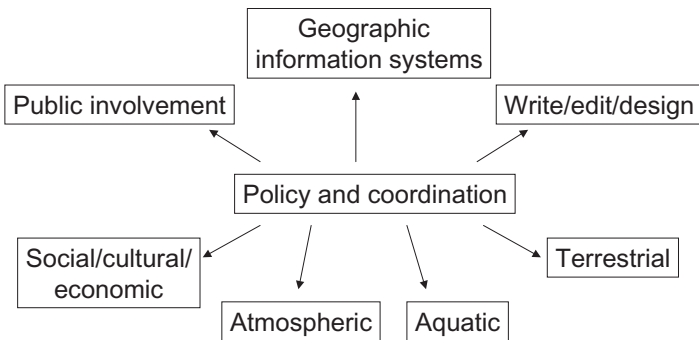 Geographic
information systems
Public involvement
Write/edit/design
Policy and coordination
Social/cultural/
economic
Terrestrial
Atmospheric
Aquatic